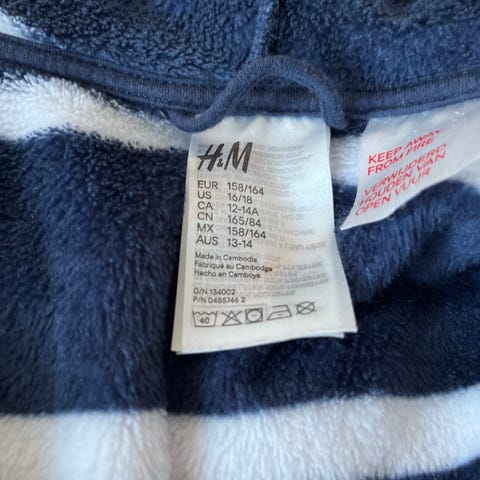 H&M
EUR 158/164
US 16/18
CA 12-14A
CN 165/84
MX 158/164
AUS 13-14
Made in Cambodia
Fabriqué au Cambodge
Hecho en Camboya
O/N 134002
P/N 0485746 2
40
KEEP AWAY
FROM FIRE
VERWIJDERD
HOUDEN VAN
OPEN VUUR